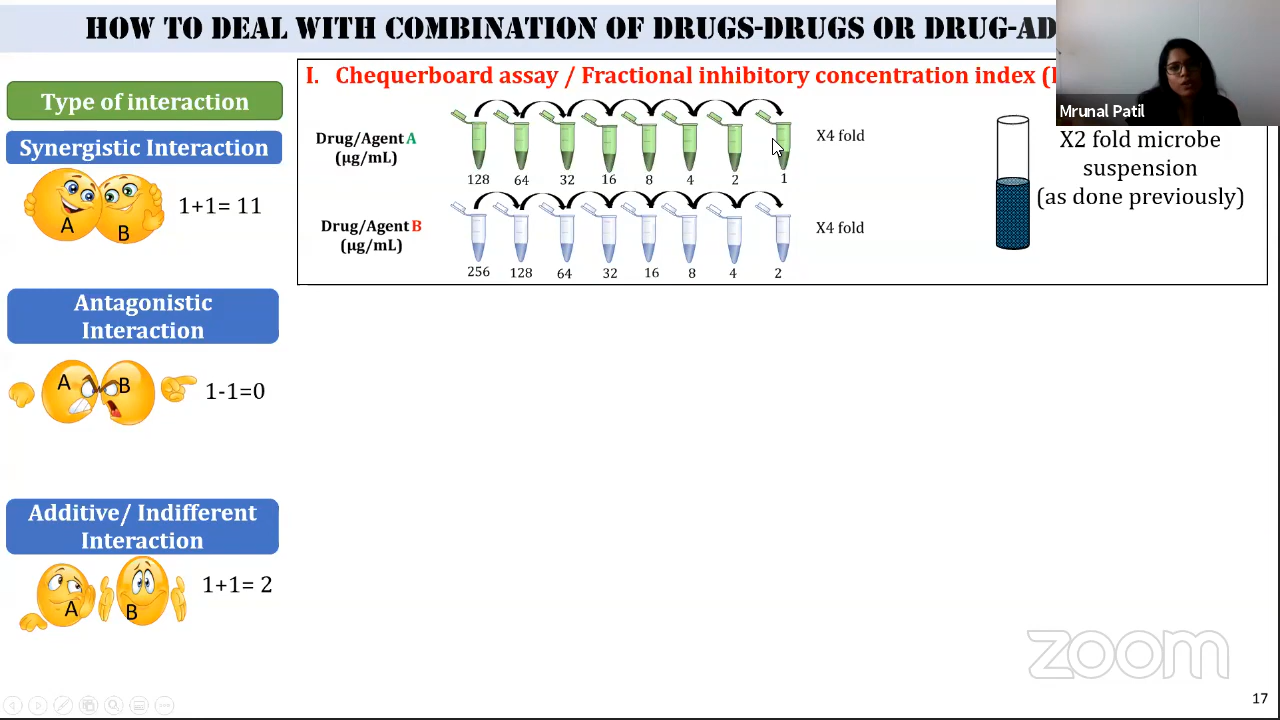 HOW TO DEAL WITH COMBINATION OF DRUGS-DRUGS OR DRUG-AD
Mrunal Patil
Type of interaction
Synergistic Interaction
A
B
1+1= 11
Antagonistic
Interaction
A
B
1-1=0
Additive/ Indifferent
Interaction
A
B
1+1= 2
I. Chequerboard assay / Fractional inhibitory concentration index (
Drug/Agent A
(µg/mL)
128 64 32 16 8 4 2 1
X4 fold
Drug/Agent B
(µg/mL)
256 128 64 32 16 8 4 2
X4 fold
X2 fold microbe
suspension
(as done previously)
zoom
17